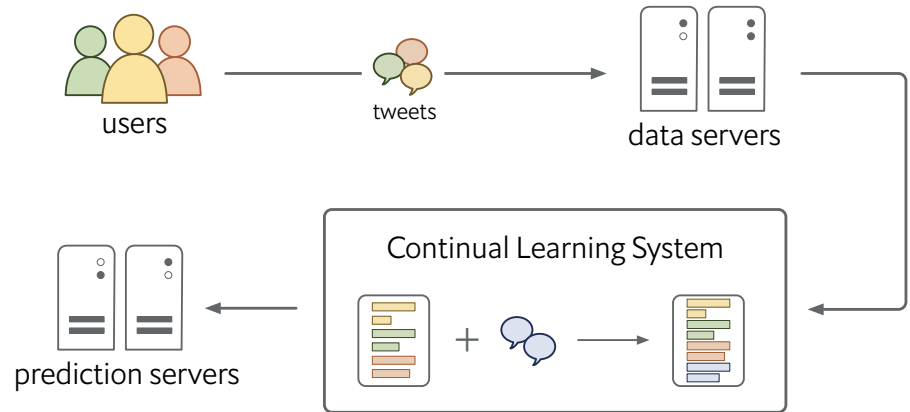 users
tweets
data servers
Continual Learning System
+
prediction servers